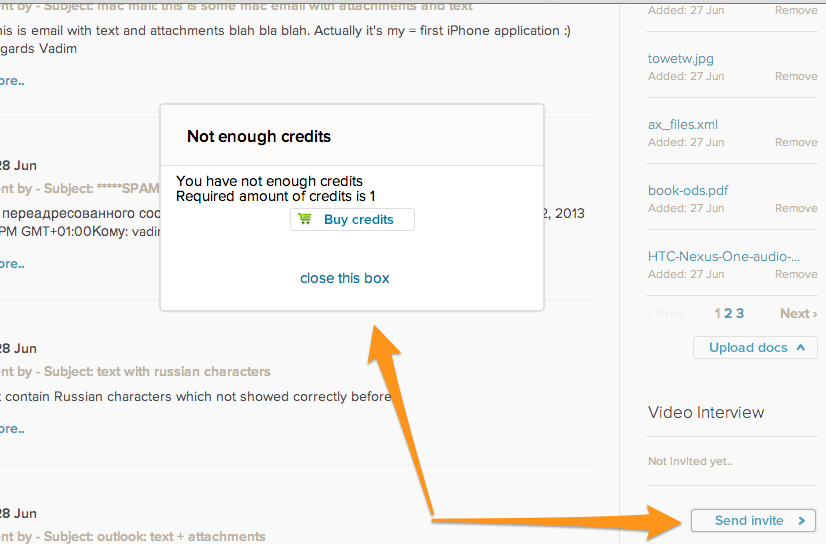 nt by - Subject: mac mail: this is some mac email with attachments and text
his is email with text and attachments blah bla blah. Actually it's my = first iPhone application :)
gards Vadim
ore..
28 Jun
ent by - Subject: *****SPAM
переадресованного соо
2, 2013
PM GMT+01:00Кому: vadin
ore..
Not enough credits
You have not enough credits
Required amount of credits is 1
Buy credits
close this box
28 Jun
ent by - Subject: text with russian characters
t contain Russian characters which not showed correctly before
ore..
28 Jun
ent by - Subject: outlook: text + attachments
Added: 27 Jun Remove
towetw.jpg
Added: 27 Jun Remove
ax_files.xml
Added: 27 Jun Remove
book-ods.pdf
Added: 27 Jun Remove
HTC-Nexus-One-audio-...
Added: 27 Jun Remove
‹ Prev 1 2 3 Next ›
Upload docs
Video Interview
Not invited yet..
Send invite